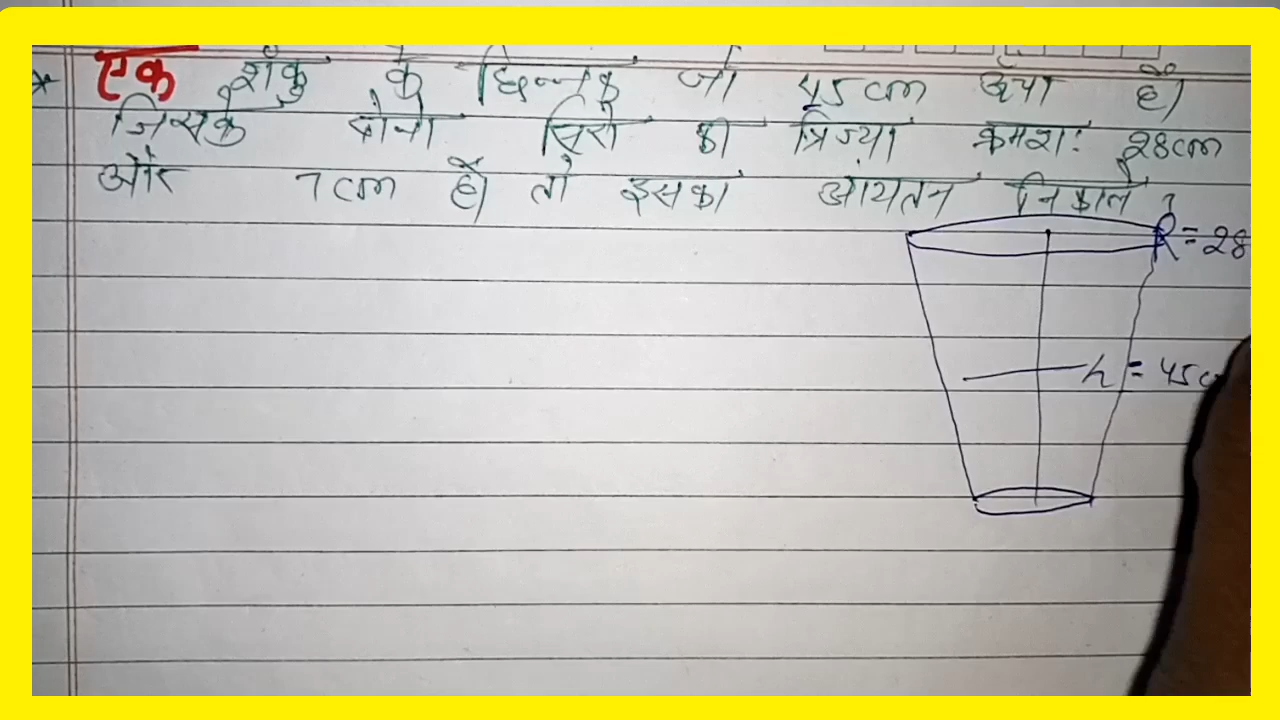 * एक शंकु के छिन्नक जो 45cm ऊँचा है।
जिसके दोनो सिरो की त्रिज्या क्रमशः 28cm
और 7cm है। तो इसका आयतन निकाले ?
R = 28
h = 45c